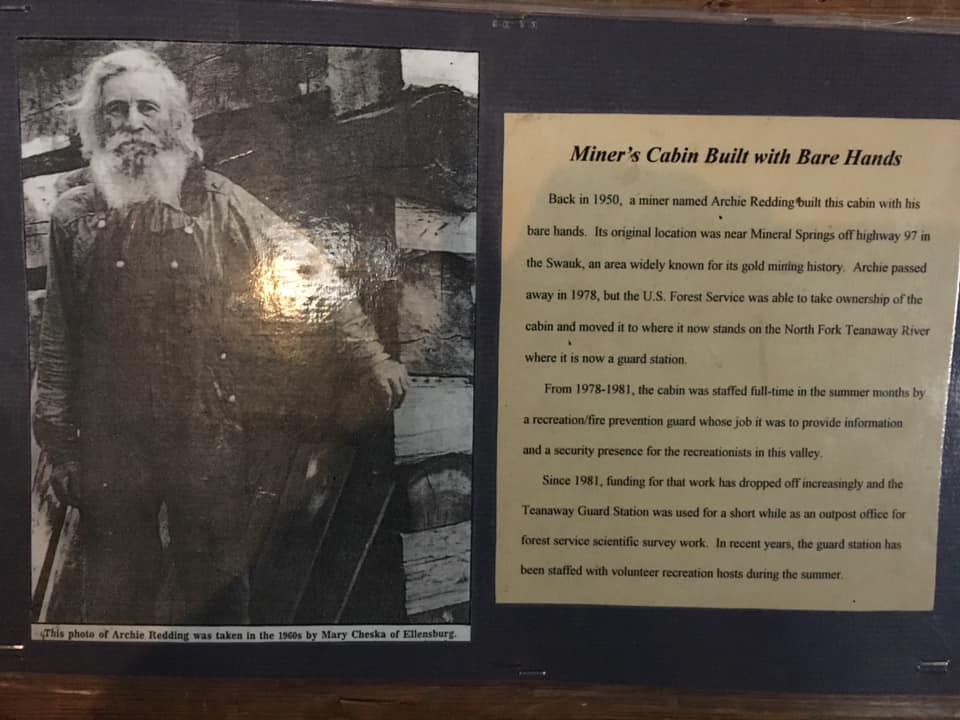 Miner's Cabin Built with Bare Hands
Back in 1950, a miner named Archie Redding built this cabin with his
bare hands. Its original location was near Mineral Springs off highway 97 in
the Swauk, an area widely known for its gold mining history. Archie passed
away in 1978, but the U.S. Forest Service was able to take ownership of the
cabin and moved it to where it now stands on the North Fork Teanaway River
where it is now a guard station.
From 1978-1981, the cabin was staffed full-time in the summer months by
a recreation/fire prevention guard whose job it was to provide information
and a security presence for the recreationists in this valley.
Since 1981, funding for that work has dropped off increasingly and the
Teanaway Guard Station was used for a short while as an outpost office for
forest service scientific survey work. In recent years, the guard station has
been staffed with volunteer recreation hosts during the summer.
This photo of Archie Redding was taken in the 1960s by Mary Cheska of Ellensburg.